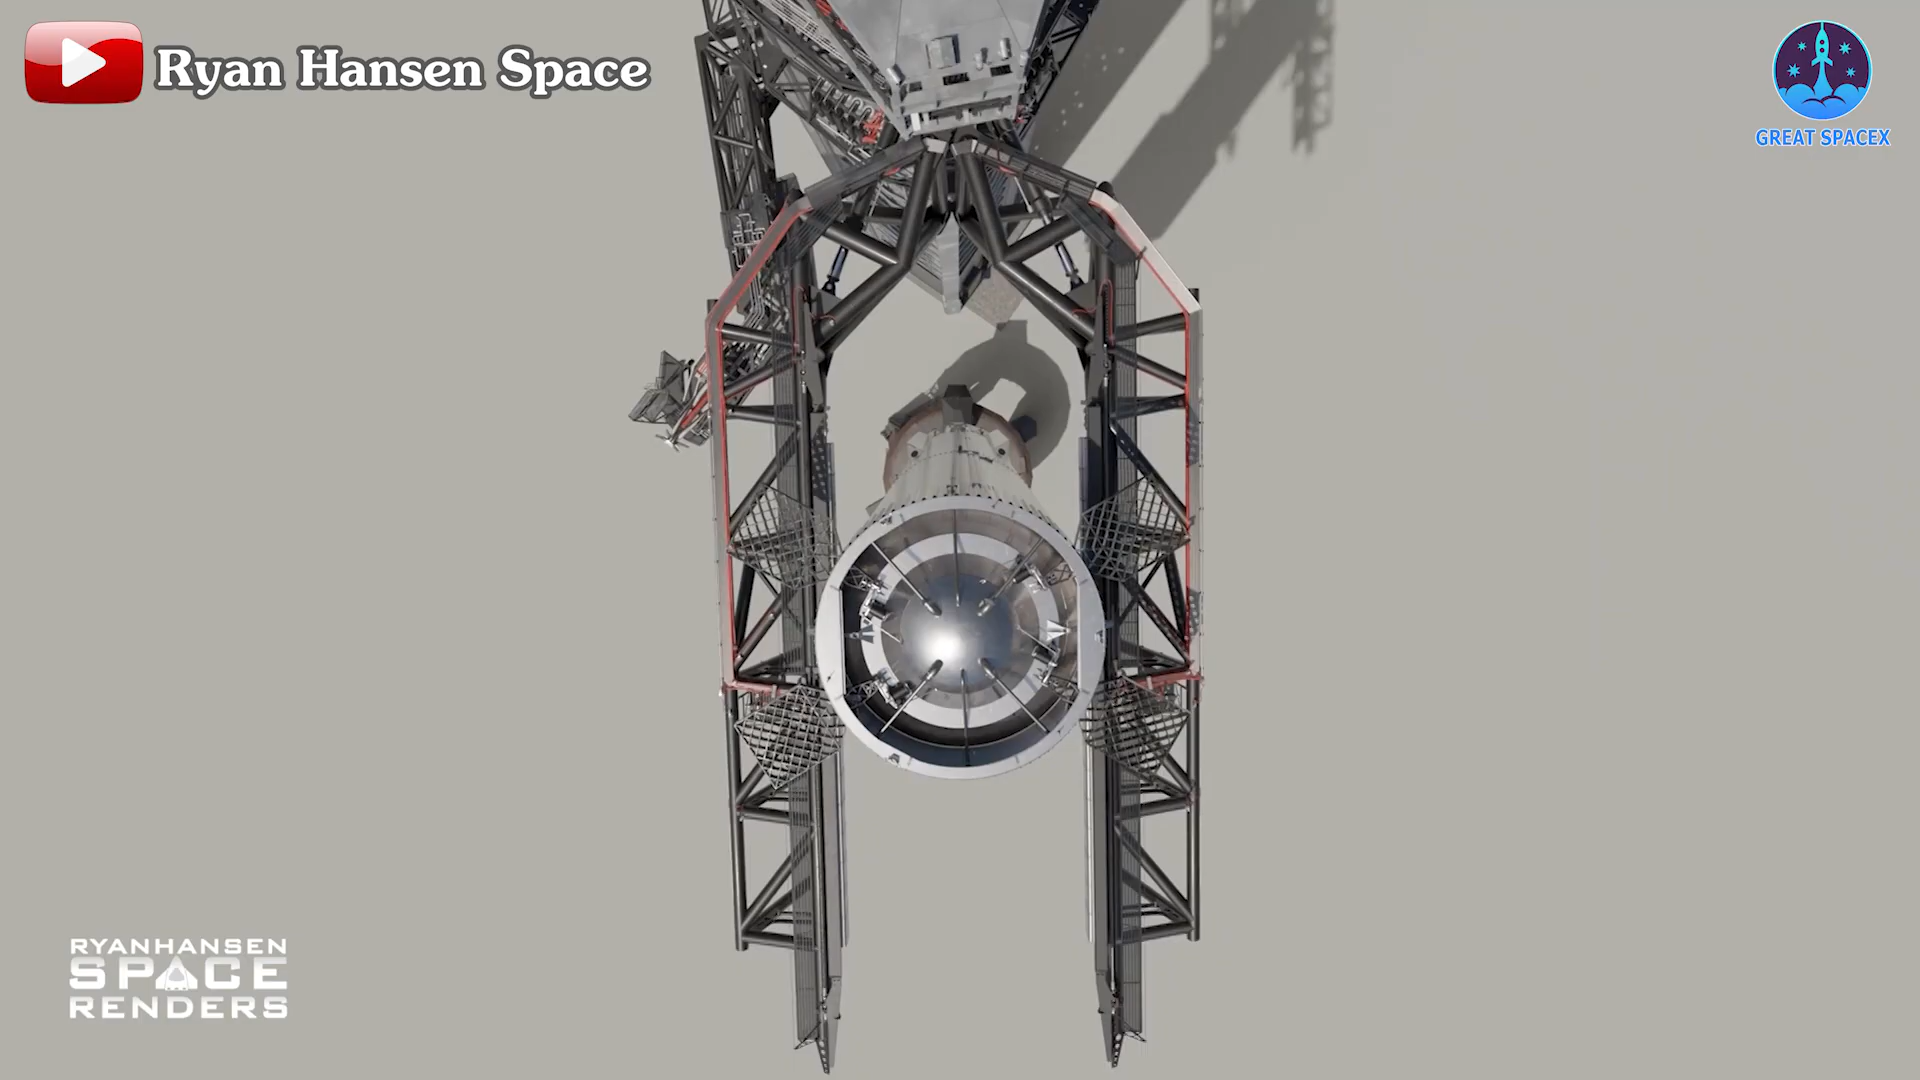 Ryan Hansen Space
GREAT SPACEX
RYANHANSEN
SPACE
RENDERS